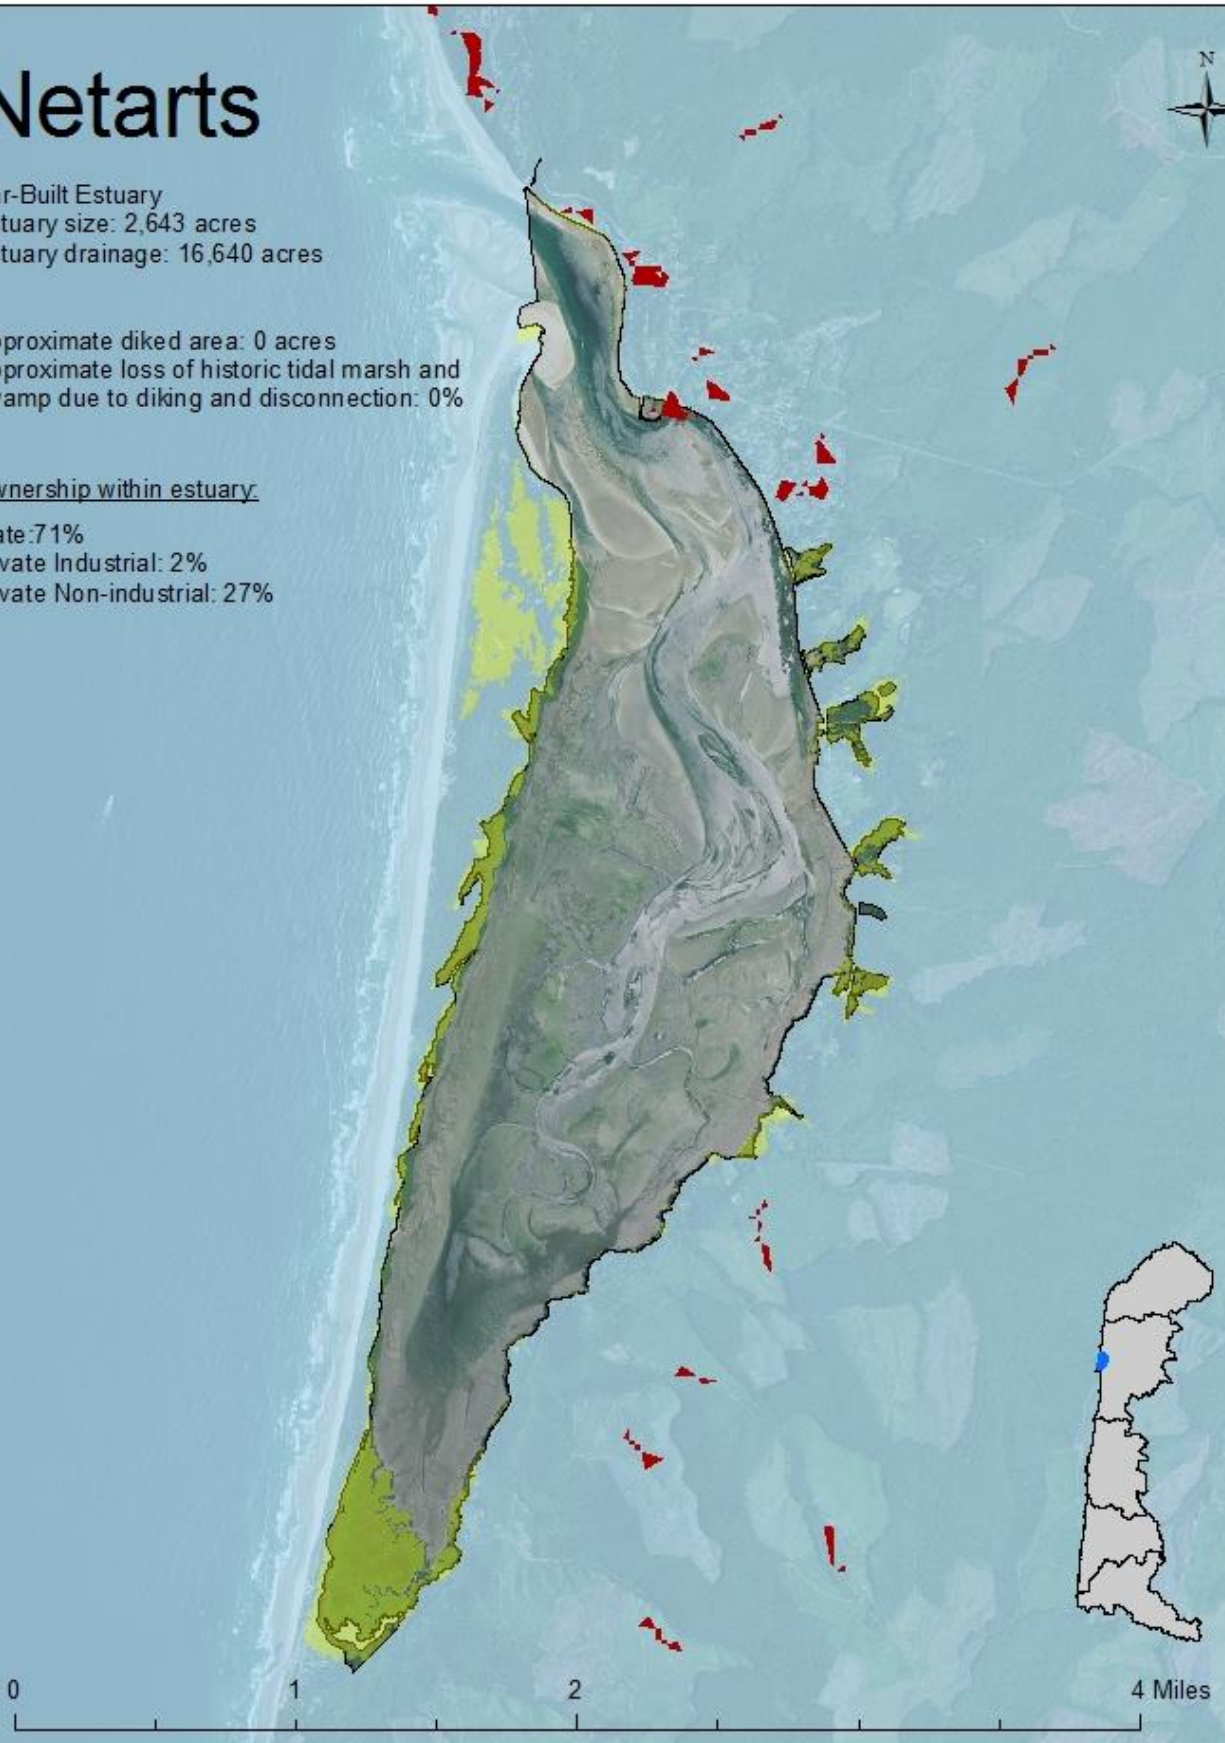 Netarts
N
r-Built Estuary
tuary size: 2,643 acres
tuary drainage: 16,640 acres
proximate diked area: 0 acres
proximate loss of historic tidal marsh and
amp due to diking and disconnection: 0%
wnership within estuary:
ate:71%
vate Industrial: 2%
vate Non-industrial: 27%
0 1 2 4 Miles